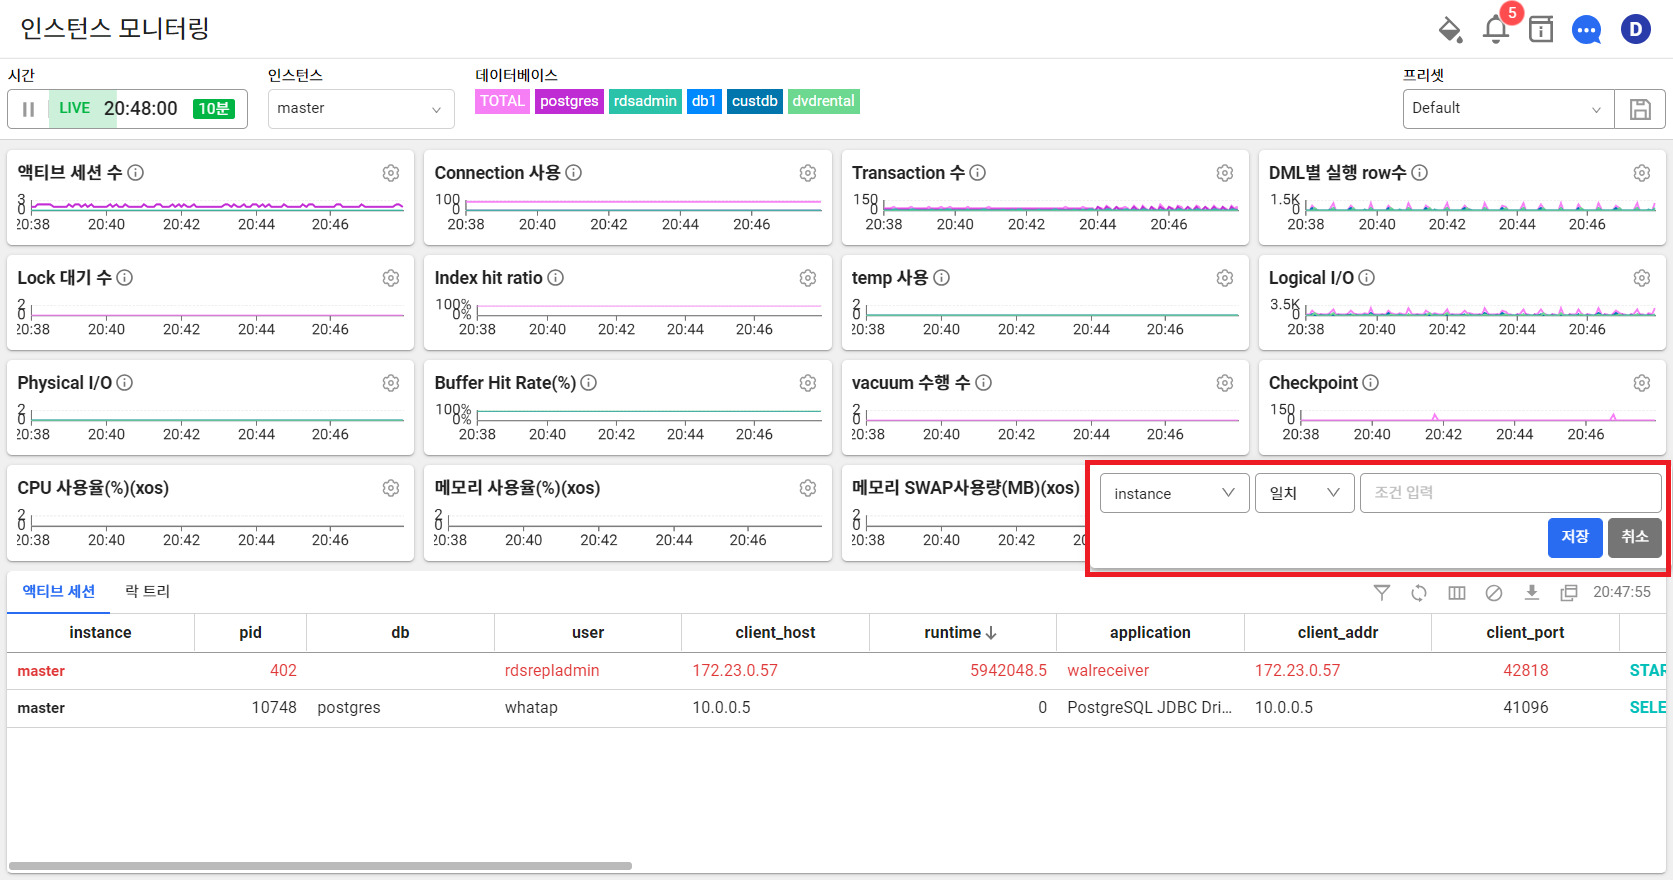 인스턴스 모니터링
5
D
시간
인스턴스
데이터베이스
프리셋
LIVE 20:48:00 10분
master
TOTAL postgres rdsadmin db1 custdb dvdrental
Default
액티브 세션 수
3
0
20:38 20:40 20:42 20:44 20:46
Connection 사용
100
0
20:38 20:40 20:42 20:44 20:46
Transaction 수
150
0
20:38 20:40 20:42 20:44 20:46
DML별 실행 row수
1.5K
0
20:38 20:40 20:42 20:44 20:46
Lock 대기 수
2
0
20:38 20:40 20:42 20:44 20:46
Index hit ratio
100%
0%
20:38 20:40 20:42 20:44 20:46
temp 사용
2
0
20:38 20:40 20:42 20:44 20:46
Logical I/O
3.5K
0
20:38 20:40 20:42 20:44 20:46
Physical I/O
2
0
20:38 20:40 20:42 20:44 20:46
Buffer Hit Rate(%)
100%
0%
20:38 20:40 20:42 20:44 20:46
vacuum 수행 수
2
0
20:38 20:40 20:42 20:44 20:46
Checkpoint
150
0
20:38 20:40 20:42 20:44 20:46
CPU 사용율(%)(xos)
2
0
20:38 20:40 20:42 20:44 20:46
메모리 사용율(%)(xos)
2
0
20:38 20:40 20:42 20:44 20:46
메모리 SWAP사용량(MB)(xos)
2
0
20:38 20:40 20:42 20
instance 일치 조건 입력
저장 취소
액티브 세션 락 트리 20:47:55
instance pid db user client_host runtime application client_addr client_port
master 402 rdsrepladmin 172.23.0.57 5942048.5 walreceiver 172.23.0.57 42818 STAR
master 10748 postgres whatap 10.0.0.5 0 PostgreSQL JDBC Dri... 10.0.0.5 41096 SELE